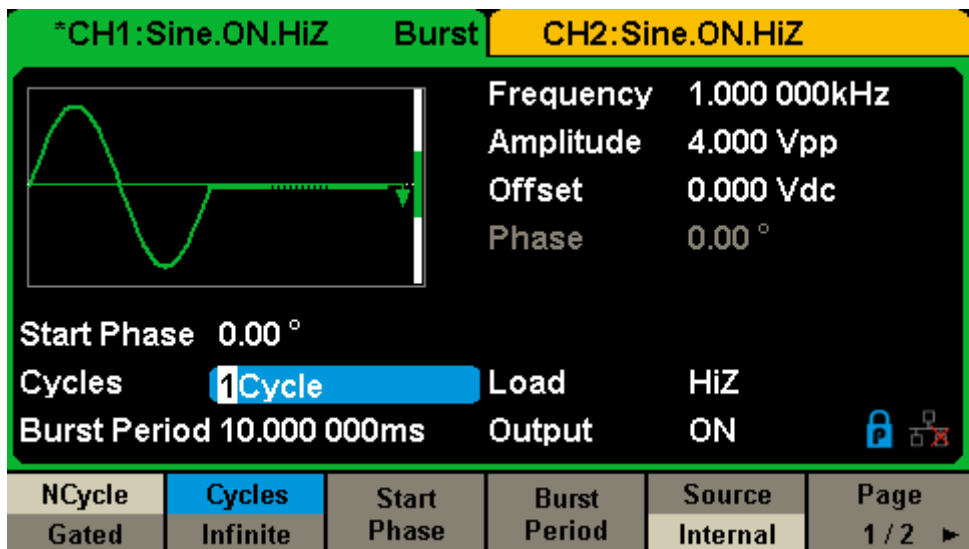 *CH1:Sine.ON.HiZ Burst CH2:Sine.ON.HiZ
Frequency 1.000 000kHz
Amplitude 4.000 Vpp
Offset 0.000 Vdc
Phase 0.00 °
Start Phase 0.00 °
Cycles 1Cycle Load HiZ
Burst Period 10.000 000ms Output ON P
NCycle Cycles Start Burst Source Page
Gated Infinite Phase Period Internal 1 / 2 ►